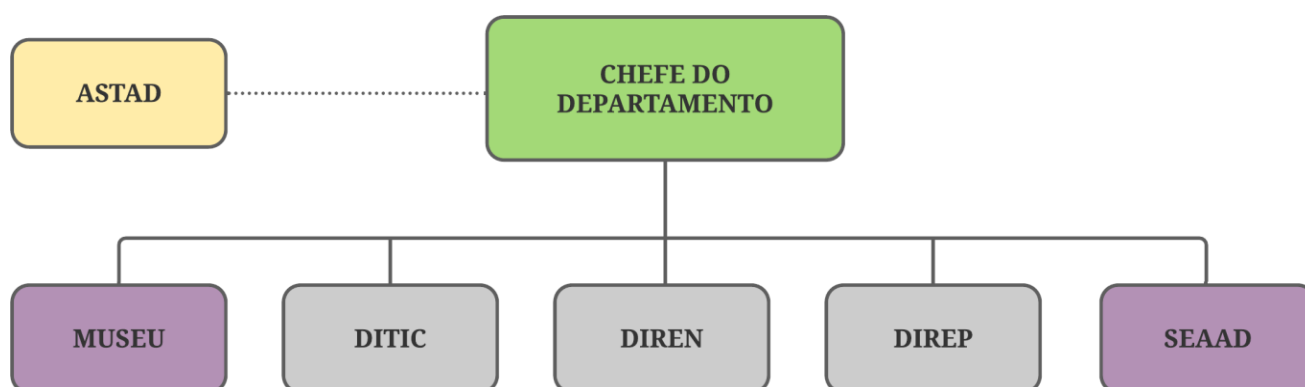 ASTAD
CHEFE DO
DEPARTAMENTO
MUSEU
DITIC
DIREN
DIREP
SEAAD